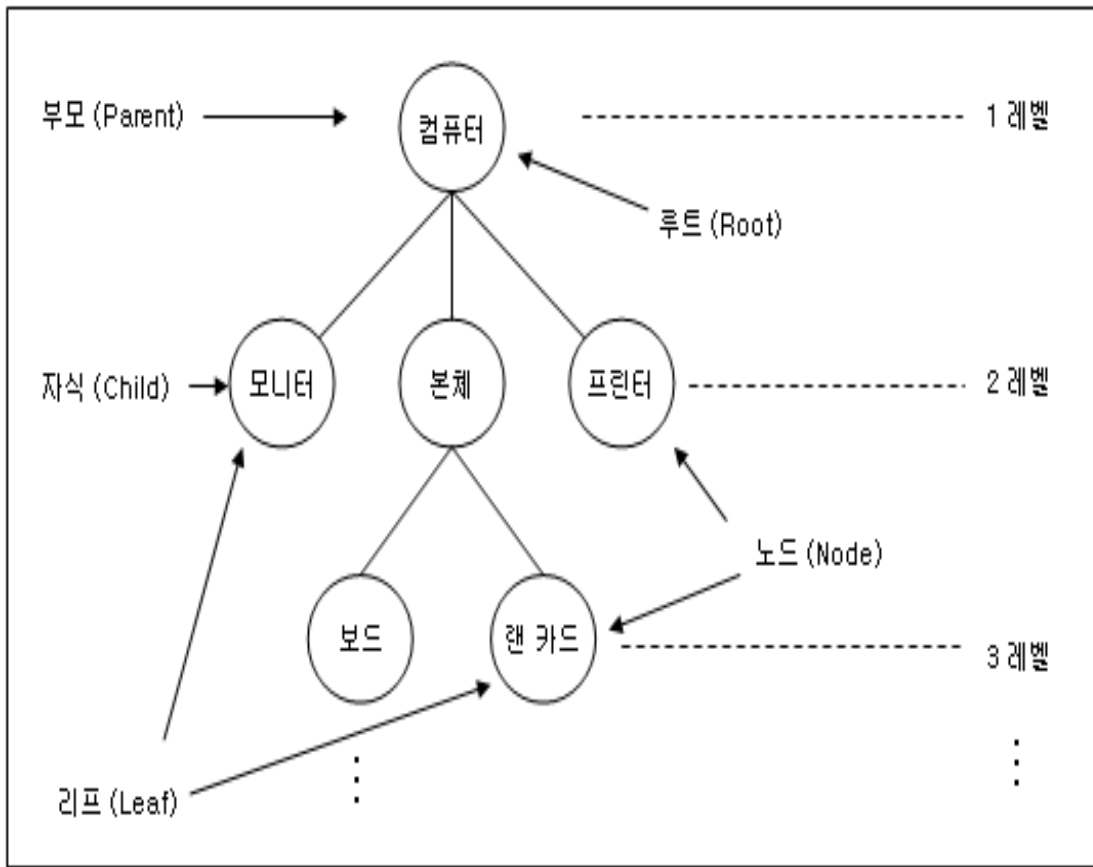 부모 (Parent)
컴퓨터
1 레벨
루트 (Root)
자식 (Child)
모니터
본체
프린터
2 레벨
노드 (Node)
보드
랜 카드
3 레벨
리프 (Leaf)